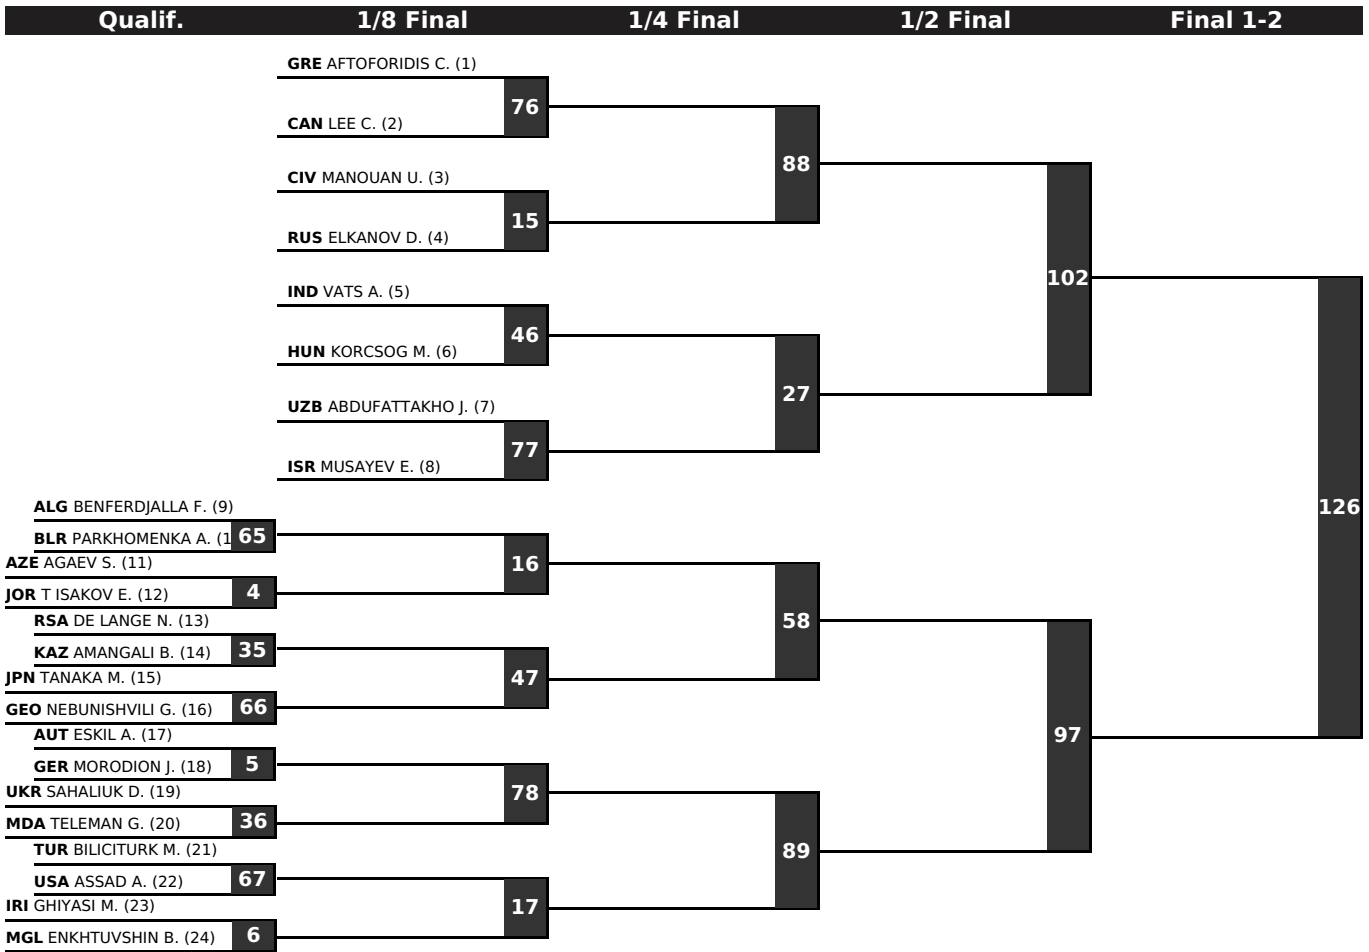 Qualif. 1/8 Final 1/4 Final 1/2 Final Final 1-2
GRE AFTOFORIDIS C. (1)
76
CAN LEE C. (2)
88
CIV MANOUAN U. (3)
15
RUS ELKANOV D. (4)
102
IND VATS A. (5)
46
HUN KORCSOG M. (6)
27
UZB ABDUFATTAKHO J. (7)
77
ISR MUSAYEV E. (8)
126
ALG BENFERDJALLA F. (9)
BLR PARKHOMENKA A. (1 65
AZE AGAEV S. (11)
16
JOR T ISAKOV E. (12) 4
RSA DE LANGE N. (13)
58
KAZ AMANGALI B. (14) 35
JPN TANAKA M. (15)
47
GEO NEBUNISHVILI G. (16) 66
AUT ESKIL A. (17)
97
GER MORODION J. (18) 5
UKR SAHALIUK D. (19)
78
MDA TELEMAN G. (20) 36
TUR BILICITURK M. (21)
89
USA ASSAD A. (22) 67
IRI GHIYASI M. (23)
17
MGL ENKHTUVSHIN B. (24) 6